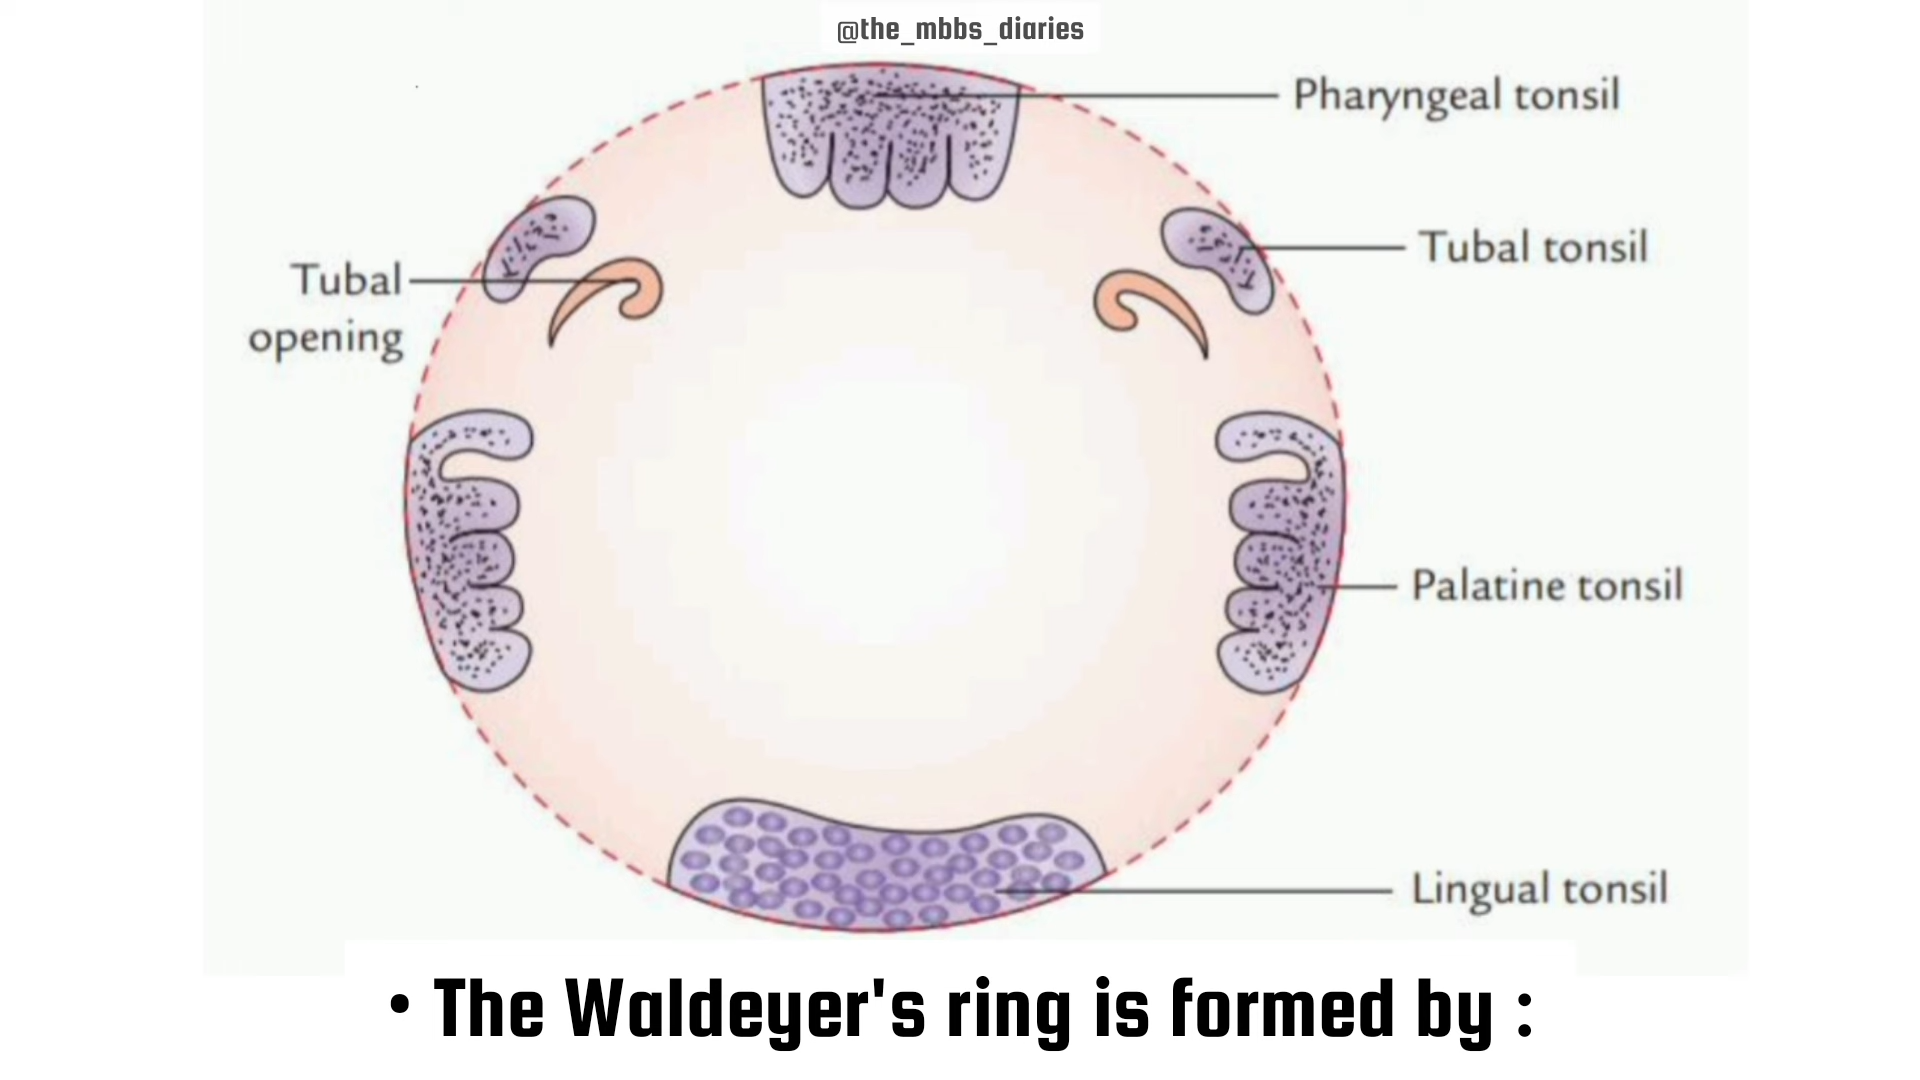 @the_mbbs_diaries
Pharyngeal tonsil
Tubal tonsil
Tubal
opening
Palatine tonsil
Lingual tonsil
• The Waldeyer's ring is formed by :